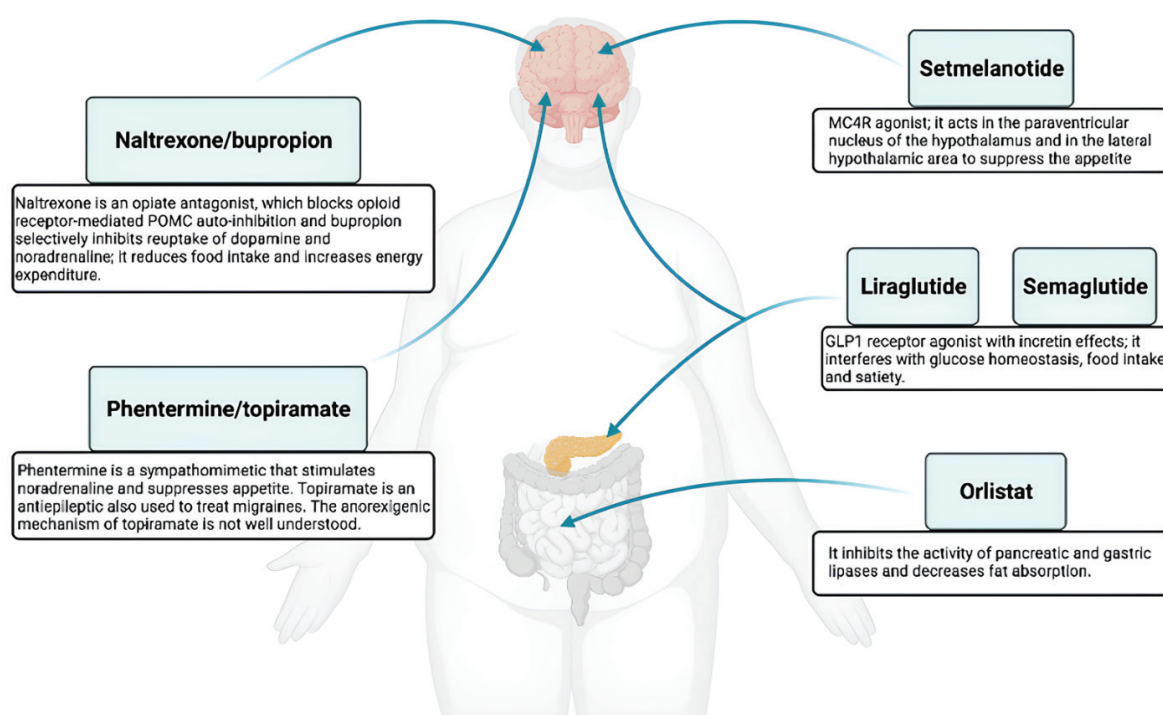 Naltrexone/bupropion
Naltrexone is an opiate antagonist, which blocks opioid
receptor-mediated POMC auto-inhibition and bupropion
selectively inhibits reuptake of dopamine and
noradrenaline; it reduces food intake and increases energy
expenditure.
Phentermine/topiramate
Phentermine is a sympathomimetic that stimulates
noradrenaline and suppresses appetite. Topiramate is an
antiepileptic also used to treat migraines. The anorexigenic
mechanism of topiramate is not well understood.
Setmelanotide
MC4R agonist; it acts in the paraventricular
nucleus of the hypothalamus and in the lateral
hypothalamic area to suppress the appetite
Liraglutide
Semaglutide
GLP1 receptor agonist with incretin effects; it
interferes with glucose homeostasis, food intake
and satiety.
Orlistat
It inhibits the activity of pancreatic and gastric
lipases and decreases fat absorption.